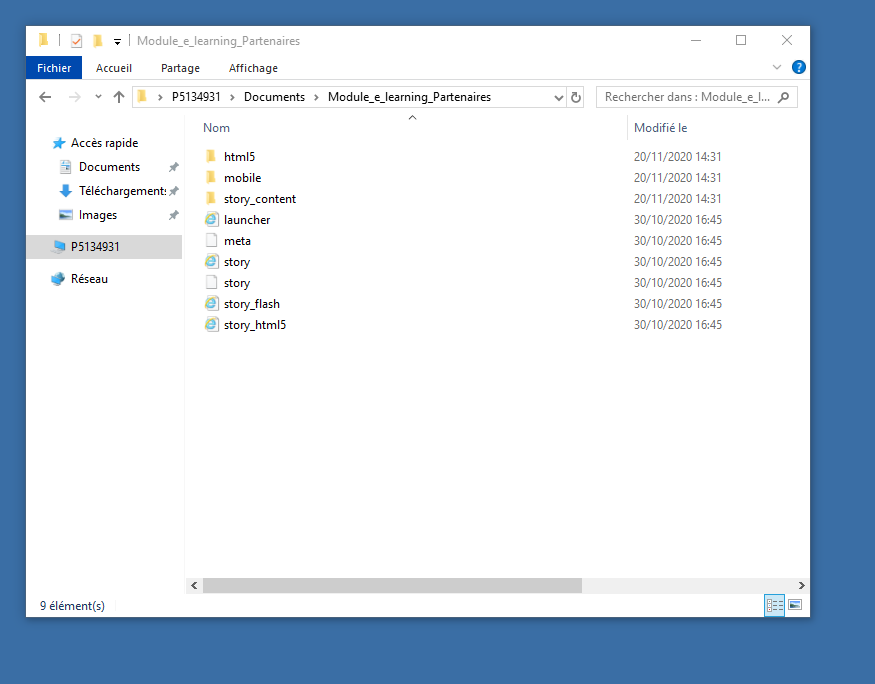 Module_e_learning_Partenaires
Fichier Accueil Partage Affichage
P5134931 Documents Module_e_learning_Partenaires Rechercher dans : Module_e_l...
Nom Modifié le
Accès rapide
Documents
Téléchargements
Images
P5134931
Réseau
html5 20/11/2020 14:31
mobile 20/11/2020 14:31
story_content 20/11/2020 14:31
launcher 30/10/2020 16:45
meta 30/10/2020 16:45
story 30/10/2020 16:45
story 30/10/2020 16:45
story_flash 30/10/2020 16:45
story_html5 30/10/2020 16:45
9 élément(s)